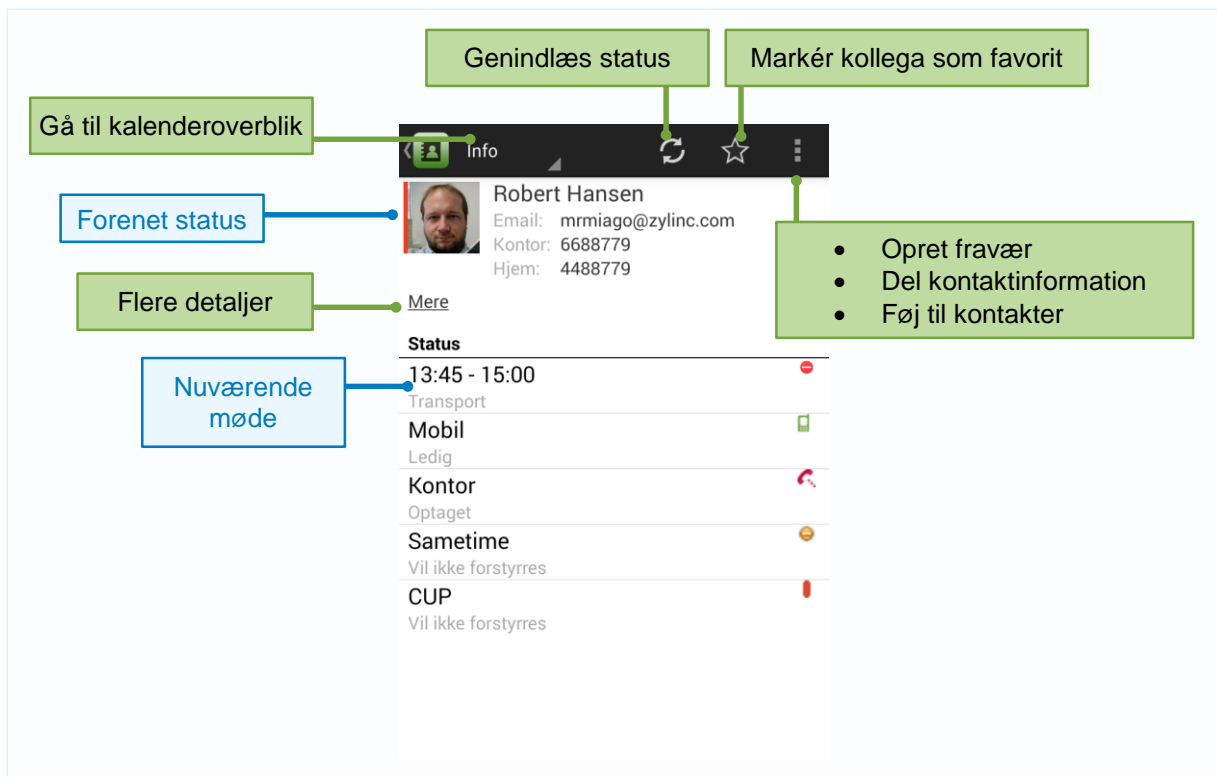 Genindlæs status
Markér kollega som favorit
Gå til kalenderoverblik
Info
Forenet status
Robert Hansen
Email: mrmiago@zylinc.com
Kontor: 6688779
Hjem: 4488779
• Opret fravær
• Del kontaktinformation
• Føj til kontakter
Flere detaljer
Mere
Status
Nuværende
møde
13:45 - 15:00
Transport
Mobil
Ledig
Kontor
Optaget
Sametime
Vil ikke forstyrres
CUP
Vil ikke forstyrres